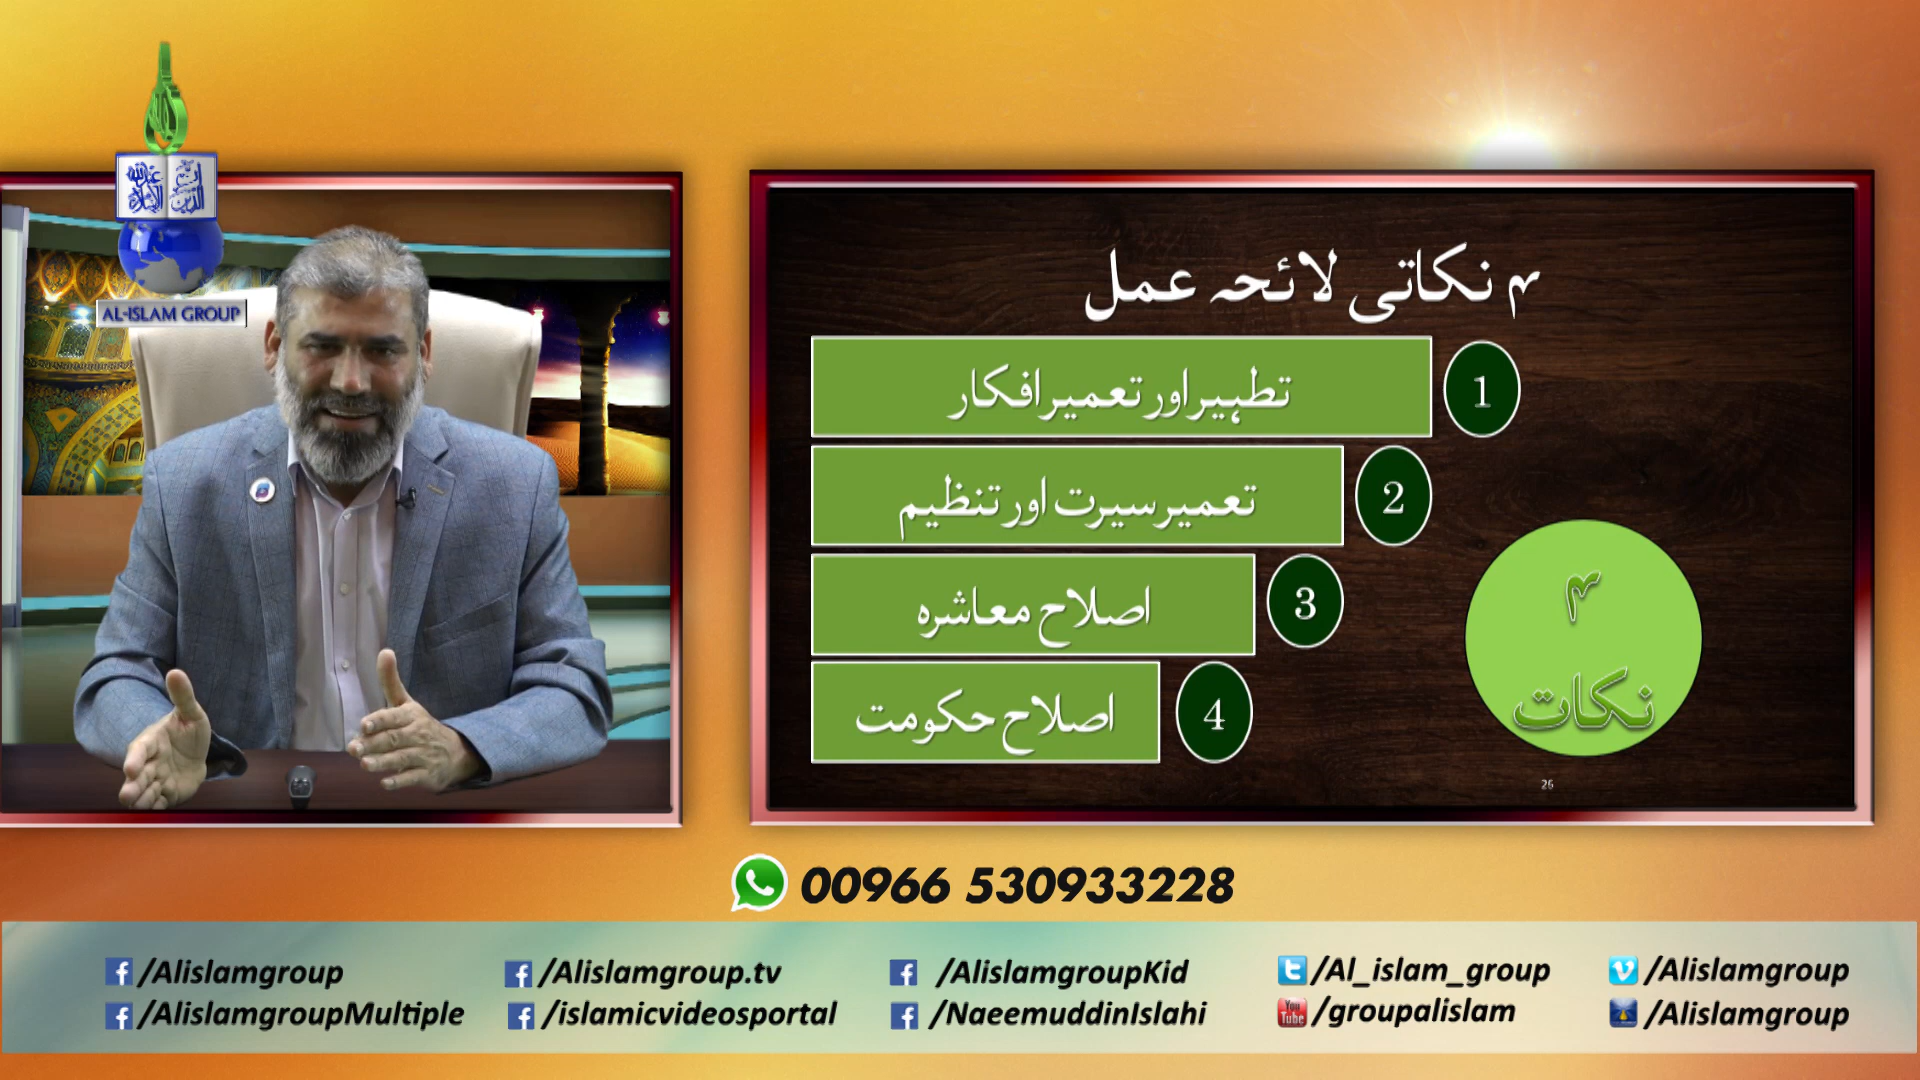 AL-ISLAM GROUP
۴ نکاتی لائحہ عمل
تطہیر اور تعمیر افکار
1
تعمیر سیرت اور تنظیم
2
اصلاح معاشرہ
3
اصلاح حکومت
4
۴
نکات
26
00966 530933228
/Alislamgroup
/Alislamgroup.tv
/AlislamgroupKid
/Al_islam_group
/Alislamgroup
/AlislamgroupMultiple
/islamicvideosportal
/NaeemuddinIslahi
You Tube /groupalislam
/Alislamgroup